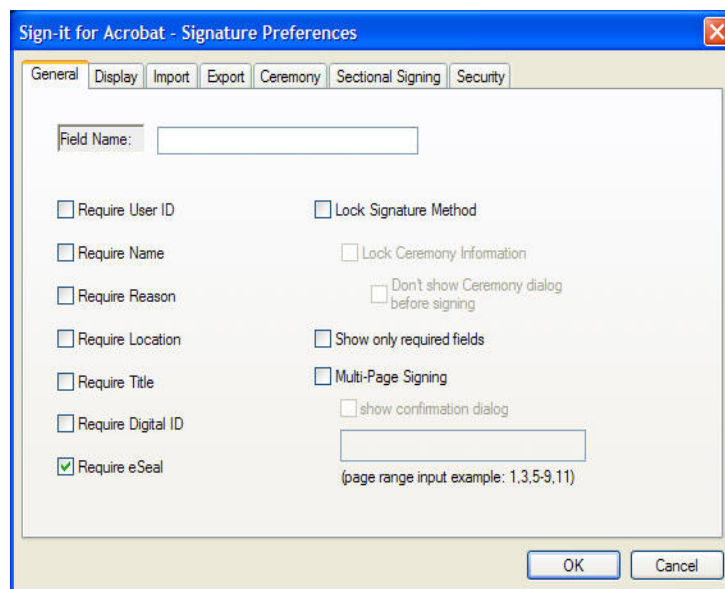 Sign-it for Acrobat - Signature Preferences
General Display Import Export Ceremony Sectional Signing Security
Field Name:
Require User ID
Lock Signature Method
Require Name
Lock Ceremony Information
Require Reason
Don't show Ceremony dialog
before signing
Require Location
Show only required fields
Require Title
Multi-Page Signing
show confirmation dialog
Require Digital ID
Require eSeal
(page range input example: 1,3,5-9,11)
OK Cancel